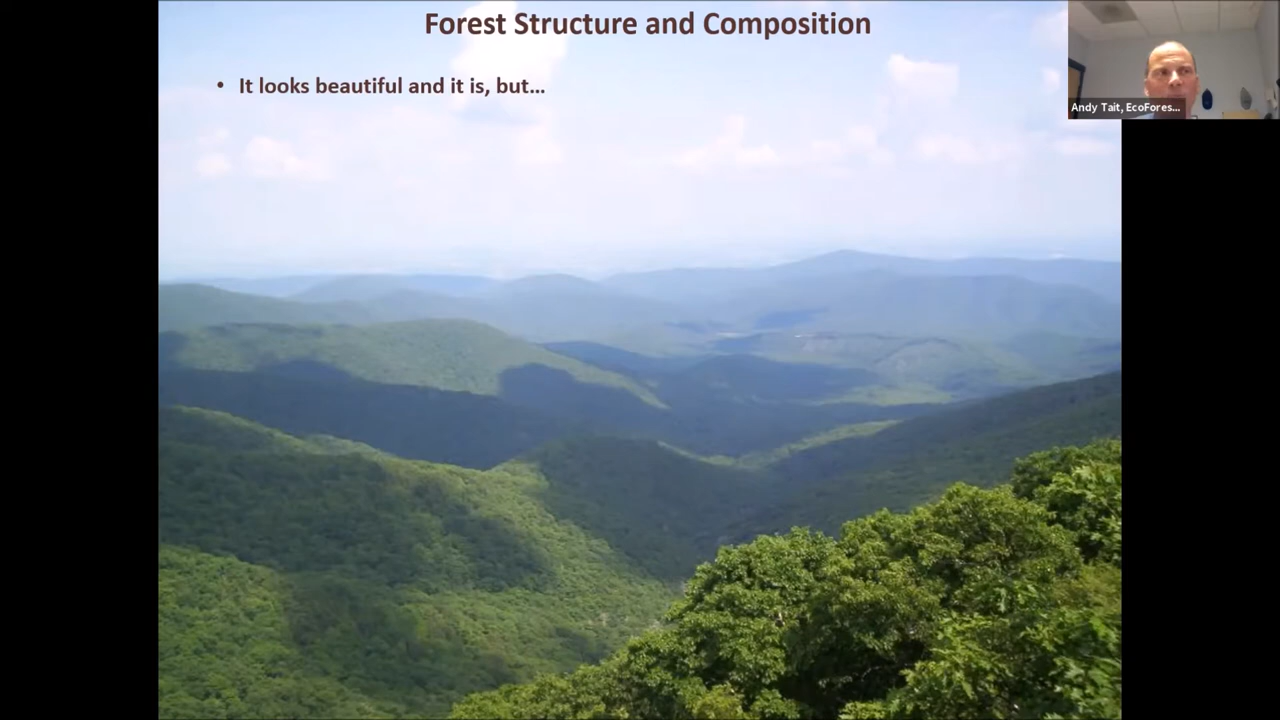 Forest Structure and Composition
• It looks beautiful and it is, but...
Andy Tait, EcoFores...